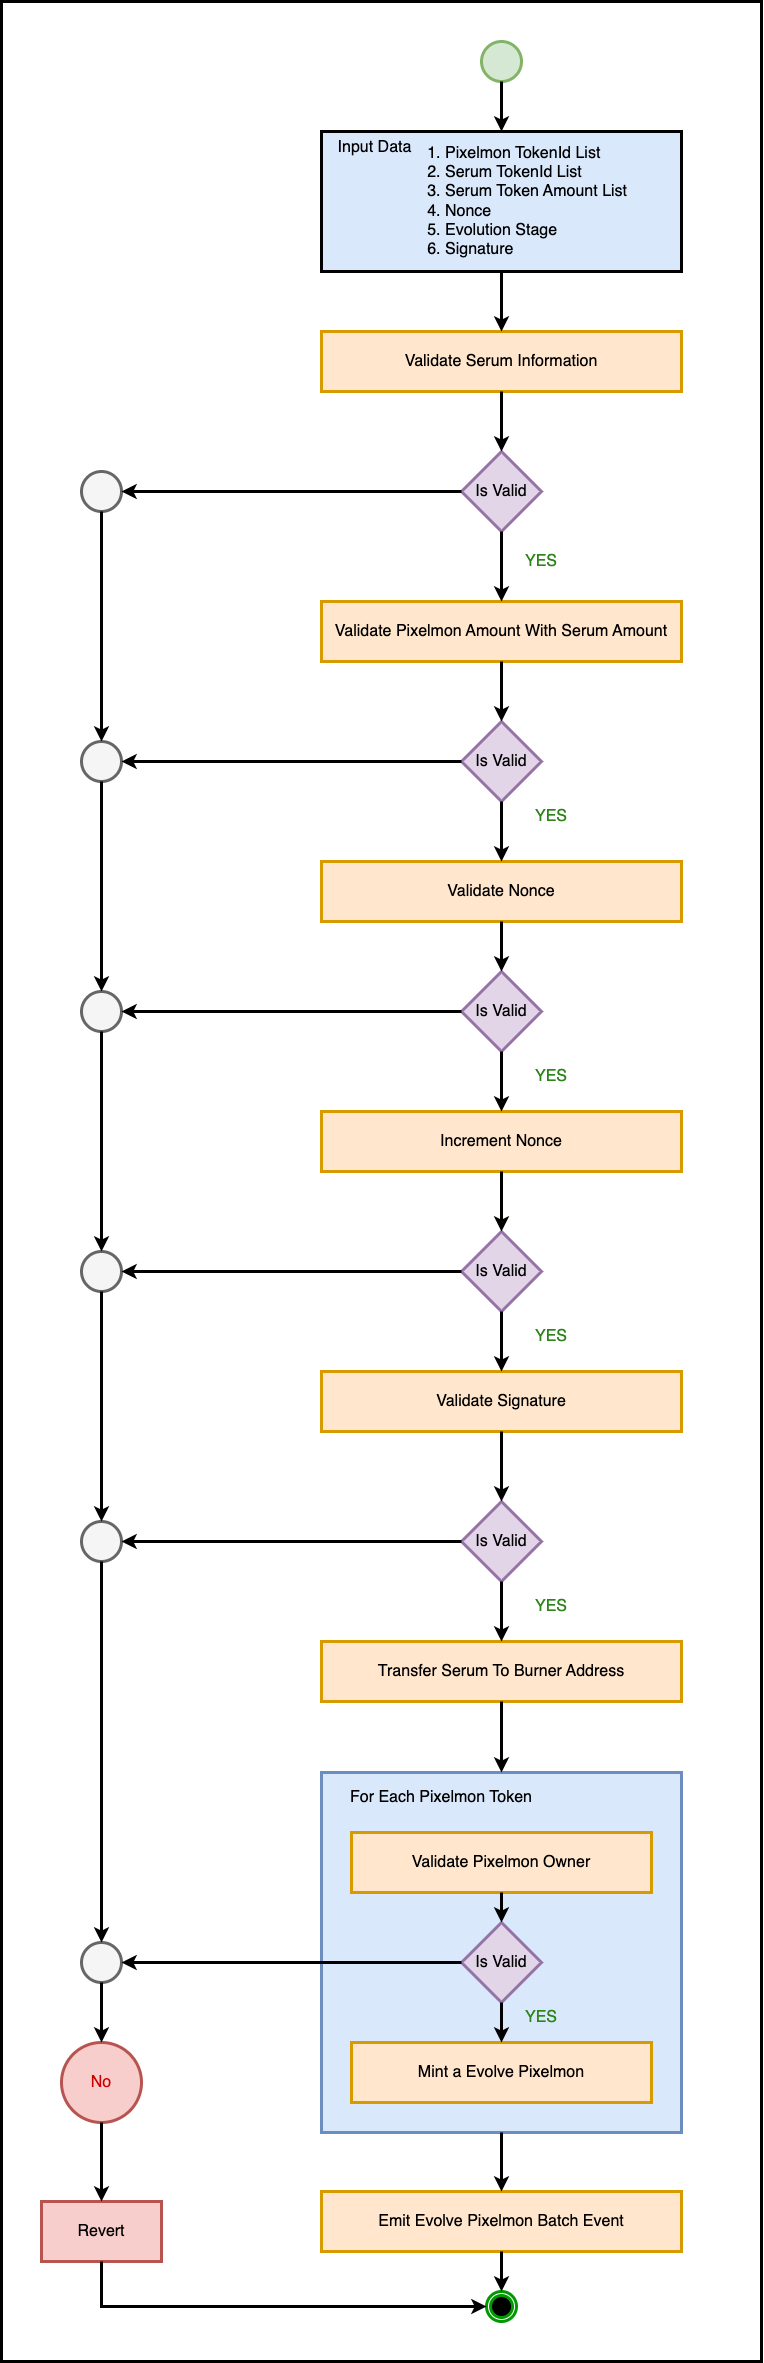 Input Data
1. Pixelmon TokenId List
2. Serum TokenId List
3. Serum Token Amount List
4. Nonce
5. Evolution Stage
6. Signature
Validate Serum Information
Is Valid
YES
Validate Pixelmon Amount With Serum Amount
Is Valid
YES
Validate Nonce
Is Valid
YES
Increment Nonce
Is Valid
YES
Validate Signature
Is Valid
YES
Transfer Serum To Burner Address
For Each Pixelmon Token
Validate Pixelmon Owner
Is Valid
YES
Mint a Evolve Pixelmon
No
Emit Evolve Pixelmon Batch Event
Revert